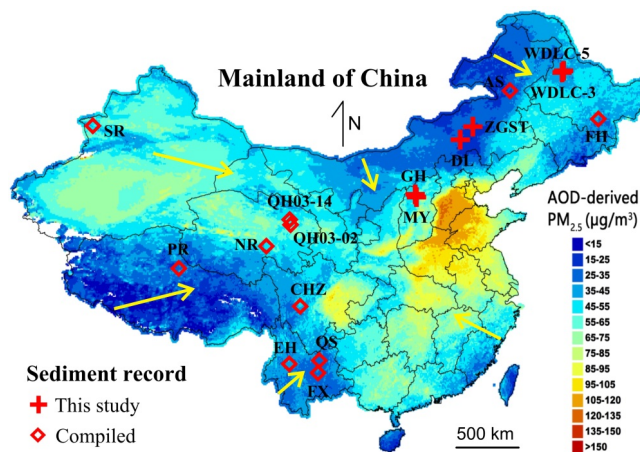 Mainland of China
N
WDLC-5
AS
WDLC-3
SR
ZGST
FH
DL
GH
MY
QH03-14
QH03-02
NR
PR
CHZ
EH
QS
FX
AOD-derived
PM2.5 (µg/m³)
<15
15-25
25-35
35-45
45-55
55-65
65-75
75-85
85-95
95-105
105-120
120-135
135-150
>150
Sediment record
This study
Compiled
500 km